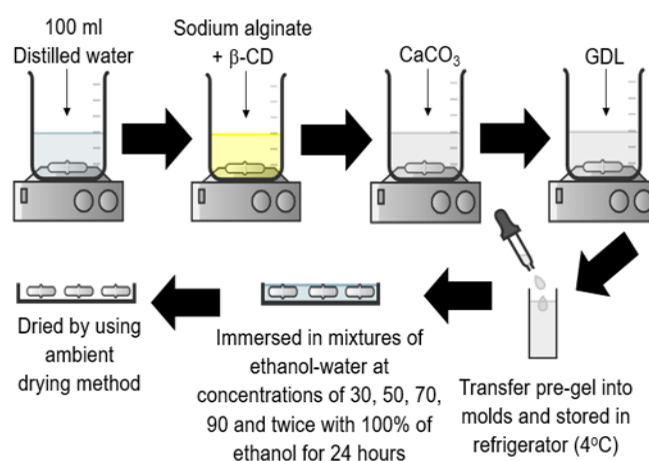 100 ml
Distilled water
Sodium alginate
+ β-CD
CaCO₃
GDL
Transfer pre-gel into
molds and stored in
refrigerator (4⁰C)
Immersed in mixtures of
ethanol-water at
concentrations of 30, 50, 70,
90 and twice with 100% of
ethanol for 24 hours
Dried by using
ambient
drying method